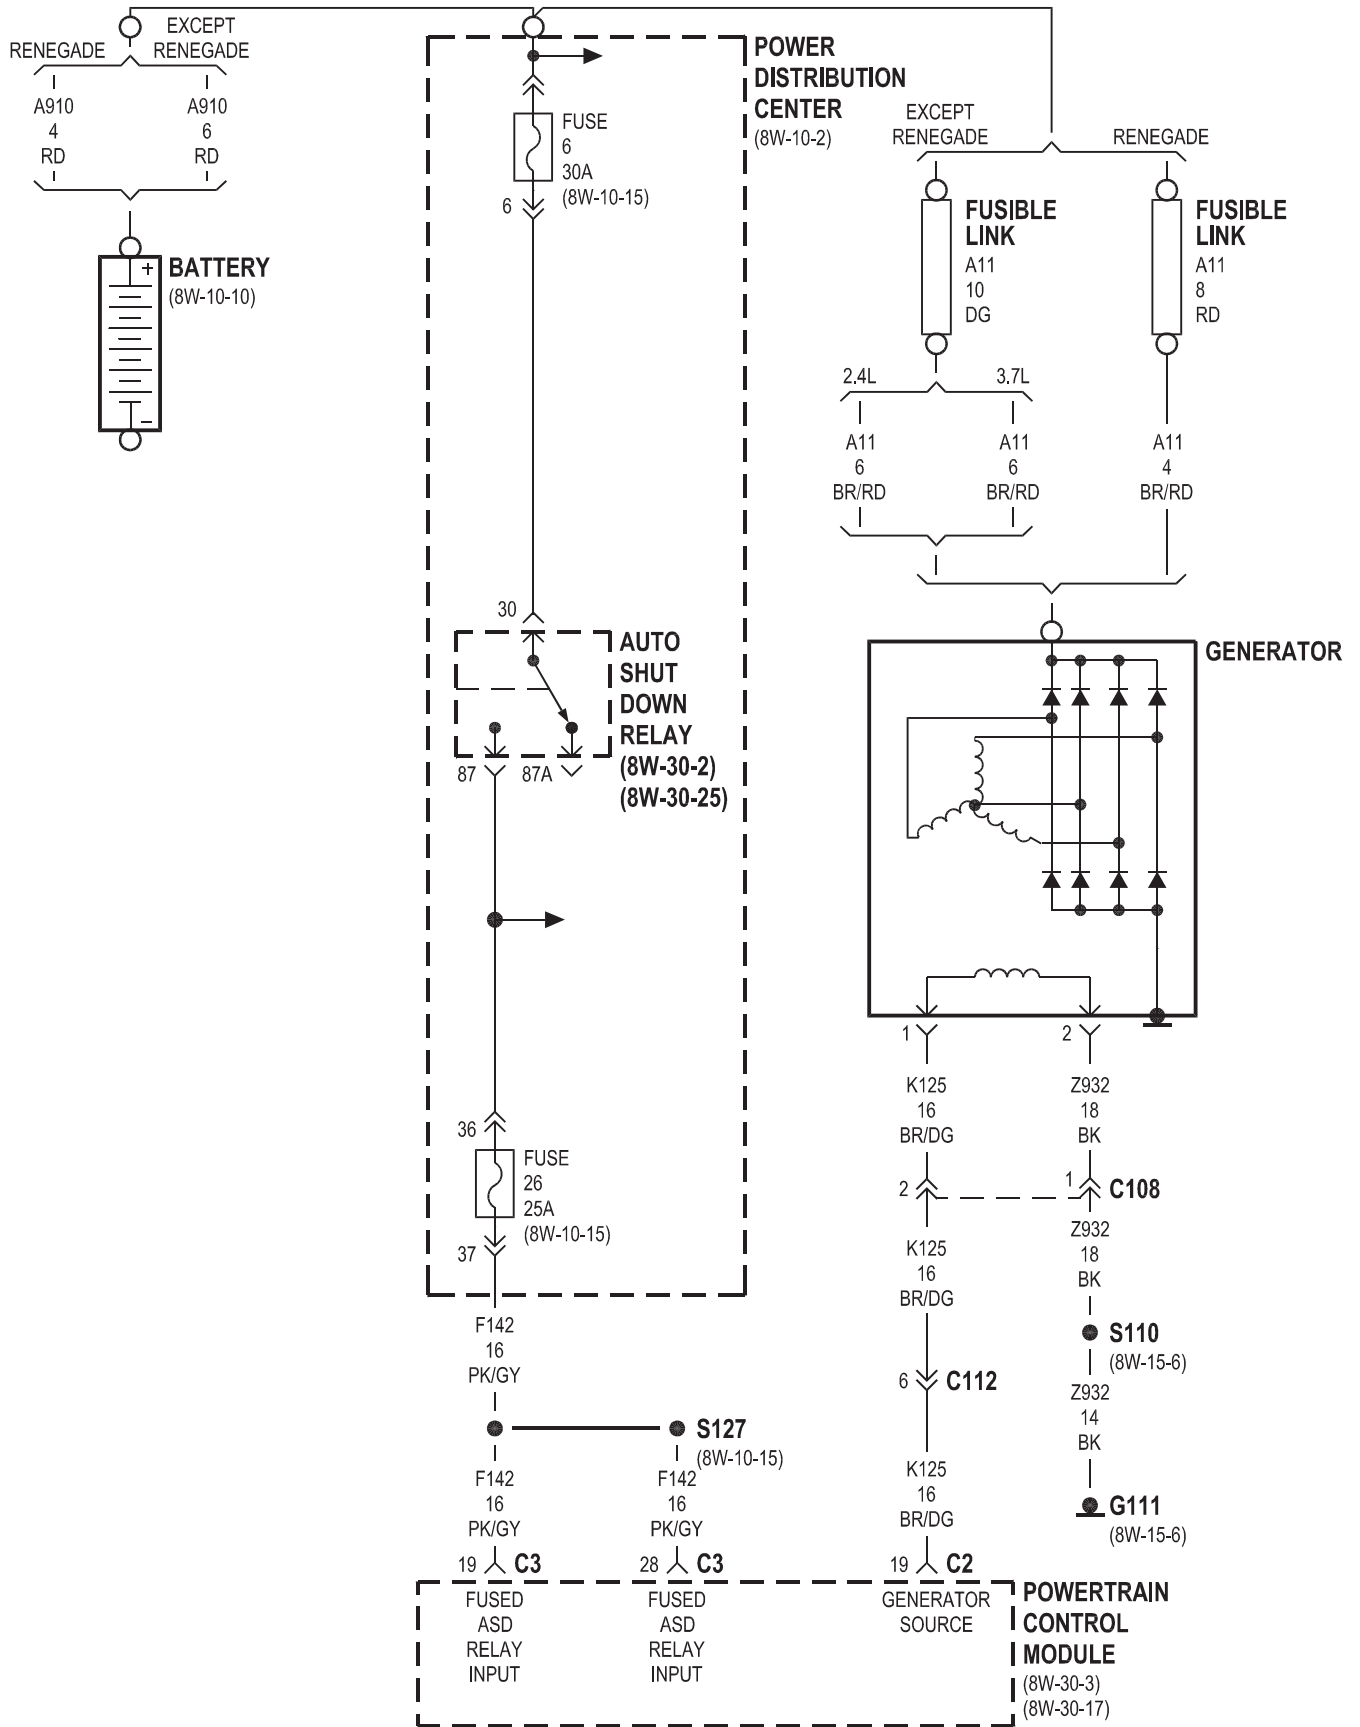 RENEGADE
EXCEPT
RENEGADE
A910
4
RD
A910
6
RD
BATTERY
(8W-10-10)
+
–
POWER
DISTRIBUTION
CENTER
(8W-10-2)
FUSE
6
30A
(8W-10-15)
6
30
AUTO
SHUT
DOWN
RELAY
(8W-30-2)
(8W-30-25)
87
87A
36
FUSE
26
25A
(8W-10-15)
37
F142
16
PK/GY
S127
(8W-10-15)
F142
16
PK/GY
F142
16
PK/GY
19
C3
28
C3
FUSED
ASD
RELAY
INPUT
FUSED
ASD
RELAY
INPUT
EXCEPT
RENEGADE
RENEGADE
FUSIBLE
LINK
A11
10
DG
FUSIBLE
LINK
A11
8
RD
2.4L
3.7L
A11
6
BR/RD
A11
6
BR/RD
A11
4
BR/RD
GENERATOR
1
2
K125
16
BR/DG
Z932
18
BK
2
1
C108
K125
16
BR/DG
Z932
18
BK
S110
(8W-15-6)
6
C112
Z932
14
BK
K125
16
BR/DG
G111
(8W-15-6)
19
C2
GENERATOR
SOURCE
POWERTRAIN
CONTROL
MODULE
(8W-30-3)
(8W-30-17)